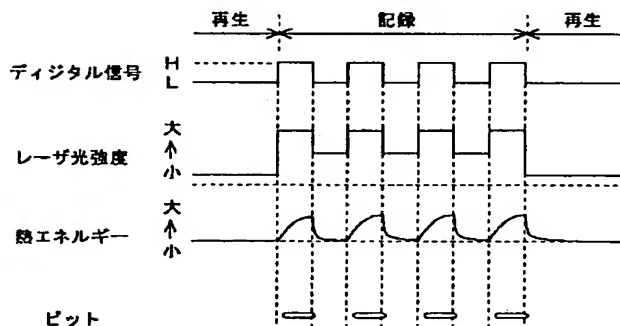 再生 記録 再生
ディジタル信号 H
L
レーザ光強度 大
↑
小
熱エネルギー 大
↑
小
ピット